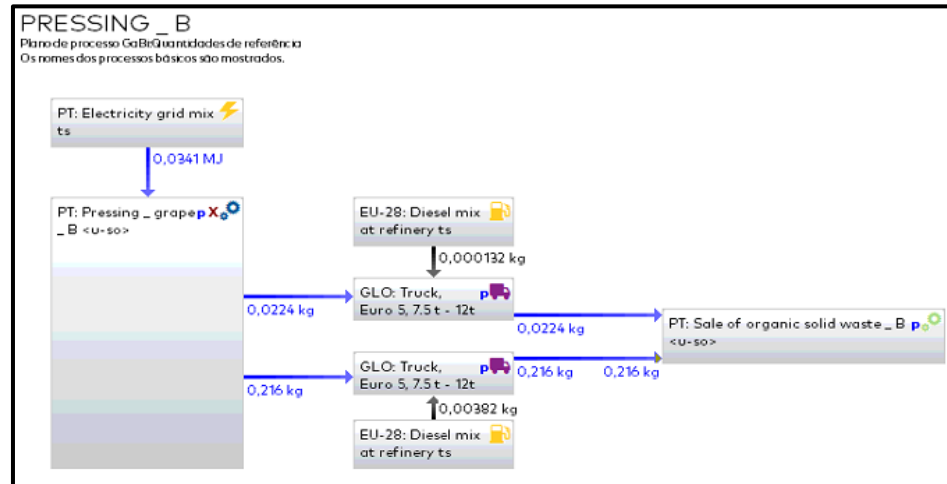 PRESSING _ B
Plano de processo GaBi:Quantidades de referência
Os nomes dos processos básicos são mostrados.
PT: Electricity grid mix
ts
0,0341 MJ
PT: Pressing _ grape p X
_ B <u-so>
EU-28: Diesel mix
at refinery ts
0,000132 kg
GLO: Truck, p
Euro 5, 7.5 t - 12t
0,0224 kg
0,0224 kg
PT: Sale of organic solid waste _ B p
<u-so>
GLO: Truck, p
Euro 5, 7.5 t - 12t
0,216 kg
0,216 kg
0,216 kg
0,00382 kg
EU-28: Diesel mix
at refinery ts